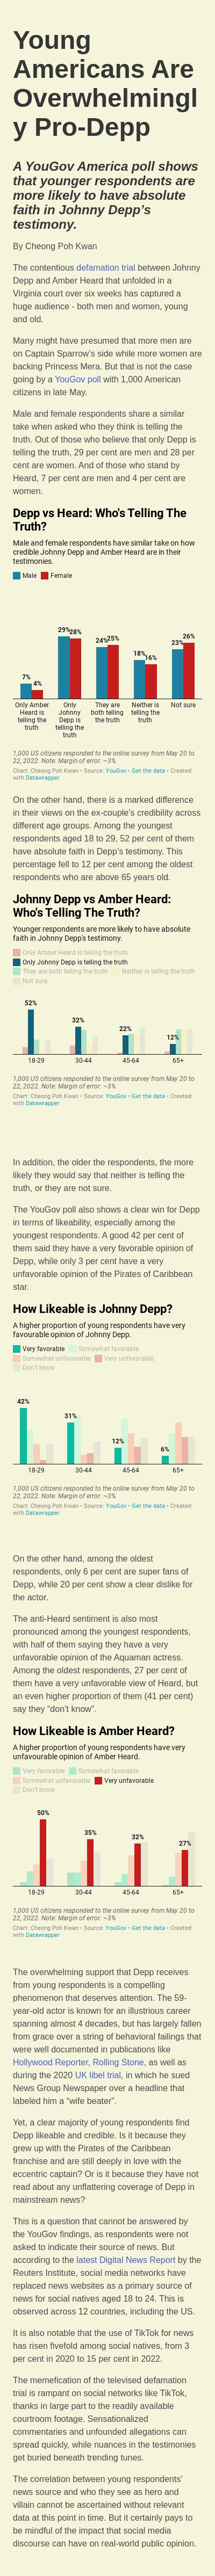 Young
Americans Are
Overwhelmingl
y Pro-Depp
A YouGov America poll shows
that younger respondents are
more likely to have absolute
faith in Johnny Depp's
testimony.
By Cheong Poh Kwan
The contentious defamation trial between Johnny
Depp and Amber Heard that unfolded in a
Virginia court over six weeks has captured a
huge audience - both men and women, young
and old.
Many might have presumed that more men are
on Captain Sparrow's side while more women are
backing Princess Mera. But that is not the case
going by a YouGov poll with 1,000 American
citizens in late May.
Male and female respondents share a similar
take when asked who they think is telling the
truth. Out of those who believe that only Depp is
telling the truth, 29 per cent are men and 28 per
cent are women. And of those who stand by
Heard, 7 per cent are men and 4 per cent are
women.
Depp vs Heard: Who's Telling The
Truth?
Male and female respondents have similar take on how
credible Johnny Depp and Amber Heard are in their
testimonies.
Male Female
7% 4% 29% 28% 24% 25% 18% 16% 23% 26%
Only Amber Heard is telling the truth
Only Johnny Depp is telling the truth
They are both telling the truth
Neither is telling the truth
Not sure
1,000 US citizens responded to the online survey from May 20 to
22, 2022. Note: Margin of error: ~3%
Chart: Cheong Poh Kwan • Source: YouGov • Get the data • Created
with Datawrapper
On the other hand, there is a marked difference
in their views on the ex-couple's credibility across
different age groups. Among the youngest
respondents aged 18 to 29, 52 per cent of them
have absolute faith in Depp's testimony. This
percentage fell to 12 per cent among the oldest
respondents who are above 65 years old.
Johnny Depp vs Amber Heard:
Who's Telling The Truth?
Younger respondents are more likely to have absolute
faith in Johnny Depp's testimony.
Only Amber Heard is telling the truth
Only Johnny Depp is telling the truth
They are both telling the truth Neither is telling the truth
Not sure
52% 32% 22% 12%
18-29 30-44 45-64 65+
1,000 US citizens responded to the online survey from May 20 to
22, 2022. Note: Margin of error: ~3%
Chart: Cheong Poh Kwan • Source: YouGov • Get the data • Created
with Datawrapper
In addition, the older the respondents, the more
likely they would say that neither is telling the
truth, or they are not sure.
The YouGov poll also shows a clear win for Depp
in terms of likeability, especially among the
youngest respondents. A good 42 per cent of
them said they have a very favorable opinion of
Depp, while only 3 per cent have a very
unfavorable opinion of the Pirates of Caribbean
star.
How Likeable is Johnny Depp?
A higher proportion of young respondents have very
favourable opinion of Johnny Depp.
Very favorable Somewhat favorable
Somewhat unfavorable Very unfavorable
Don't know
42% 31% 12% 6%
18-29 30-44 45-64 65+
1,000 US citizens responded to the online survey from May 20 to
22, 2022. Note: Margin of error: ~3%
Chart: Cheong Poh Kwan • Source: YouGov • Get the data • Created
with Datawrapper
On the other hand, among the oldest
respondents, only 6 per cent are super fans of
Depp, while 20 per cent show a clear dislike for
the actor.
The anti-Heard sentiment is also most
pronounced among the youngest respondents,
with half of them saying they have a very
unfavorable opinion of the Aquaman actress.
Among the oldest respondents, 27 per cent of
them have a very unfavorable view of Heard, but
an even higher proportion of them (41 per cent)
say they "don't know".
How Likeable is Amber Heard?
A higher proportion of young respondents have very
unfavourable opinion of Amber Heard.
Very favorable Somewhat favorable
Somewhat unfavorable Very unfavorable
Don't know
50% 35% 32% 27%
18-29 30-44 45-64 65+
1,000 US citizens responded to the online survey from May 20 to
22, 2022. Note: Margin of error: ~3%
Chart: Cheong Poh Kwan • Source: YouGov • Get the data • Created
with Datawrapper
The overwhelming support that Depp receives
from young respondents is a compelling
phenomenon that deserves attention. The 59-
year-old actor is known for an illustrious career
spanning almost 4 decades, but has largely fallen
from grace over a string of behavioral failings that
were well documented in publications like
Hollywood Reporter, Rolling Stone, as well as
during the 2020 UK libel trial, in which he sued
News Group Newspaper over a headline that
labeled him a "wife beater".
Yet, a clear majority of young respondents find
Depp likeable and credible. Is it because they
grew up with the Pirates of the Caribbean
franchise and are still deeply in love with the
eccentric captain? Or is it because they have not
read about any unflattering coverage of Depp in
mainstream news?
This is a question that cannot be answered by
the YouGov findings, as respondents were not
asked to indicate their source of news. But
according to the latest Digital News Report by the
Reuters Institute, social media networks have
replaced news websites as a primary source of
news for social natives aged 18 to 24. This is
observed across 12 countries, including the US.
It is also notable that the use of TikTok for news
has risen fivefold among social natives, from 3
per cent in 2020 to 15 per cent in 2022.
The memefication of the televised defamation
trial is rampant on social networks like TikTok,
thanks in large part to the readily available
courtroom footage. Sensationalized
commentaries and unfounded allegations can
spread quickly, while nuances in the testimonies
get buried beneath trending tunes.
The correlation between young respondents'
news source and who they see as hero and
villain cannot be ascertained without relevant
data at this point in time. But it certainly pays to
be mindful of the impact that social media
discourse can have on real-world public opinion.